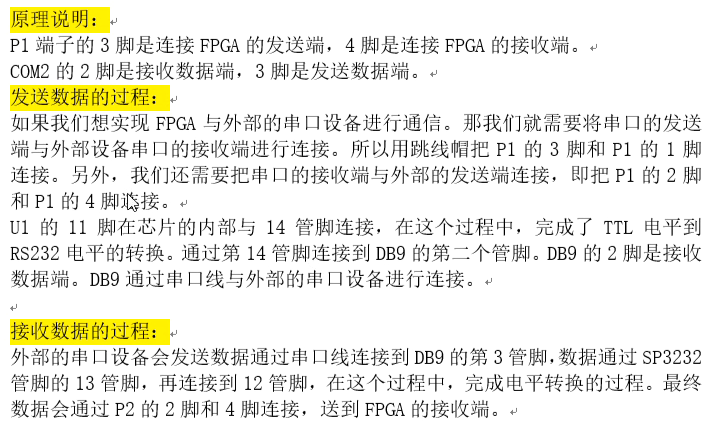 原理说明：
P1 端子的 3 脚是连接 FPGA 的发送端，4 脚是连接 FPGA 的接收端。
COM2 的 2 脚是接收数据端，3 脚是发送数据端。
发送数据的过程：
如果我们想实现 FPGA 与外部的串口设备进行通信。那我们就需要将串口的发送
端与外部设备串口的接收端进行连接。所以用跳线帽把 P1 的 3 脚和 P1 的 1 脚
连接。另外，我们还需要把串口的接收端与外部的发送端连接，即把 P1 的 2 脚
和 P1 的 4 脚连接。
U1 的 11 脚在芯片的内部与 14 管脚连接，在这个过程中，完成了 TTL 电平到
RS232 电平的转换。通过第 14 管脚连接到 DB9 的第二个管脚。DB9 的 2 脚是接收
数据端。DB9 通过串口线与外部的串口设备进行连接。
接收数据的过程：
外部的串口设备会发送数据通过串口线连接到 DB9 的第 3 管脚，数据通过 SP3232
管脚的 13 管脚，再连接到 12 管脚，在这个过程中，完成电平转换的过程。最终
数据会通过 P2 的 2 脚和 4 脚连接，送到 FPGA 的接收端。